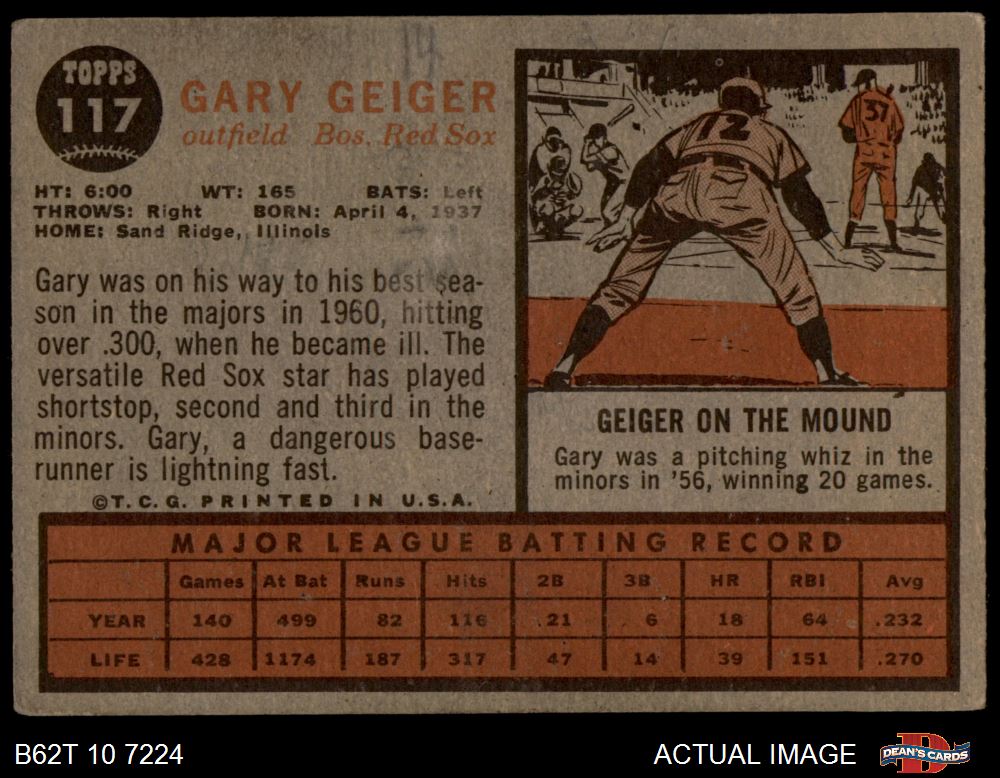 TOPPS
117
GARY GEIGER
outfield Bos. Red Sox
HT: 6:00 WT: 165 BATS: Left
THROWS: Right BORN: April 4, 1937
HOME: Sand Ridge, Illinois
Gary was on his way to his best sea-
son in the majors in 1960, hitting
over .300, when he became ill. The
versatile Red Sox star has played
shortstop, second and third in the
minors. Gary, a dangerous base-
runner is lightning fast.
©T.C.G. PRINTED IN U.S.A.
12
37
GEIGER ON THE MOUND
Gary was a pitching whiz in the
minors in '56, winning 20 games.
MAJOR LEAGUE BATTING RECORD
Games At Bat Runs Hits 2B 3B HR RBI Avg
YEAR 140 499 82 116 21 6 18 64 .232
LIFE 428 1174 187 317 47 14 39 151 .270
B62T 10 7224
ACTUAL IMAGE
DEAN'S CARDS